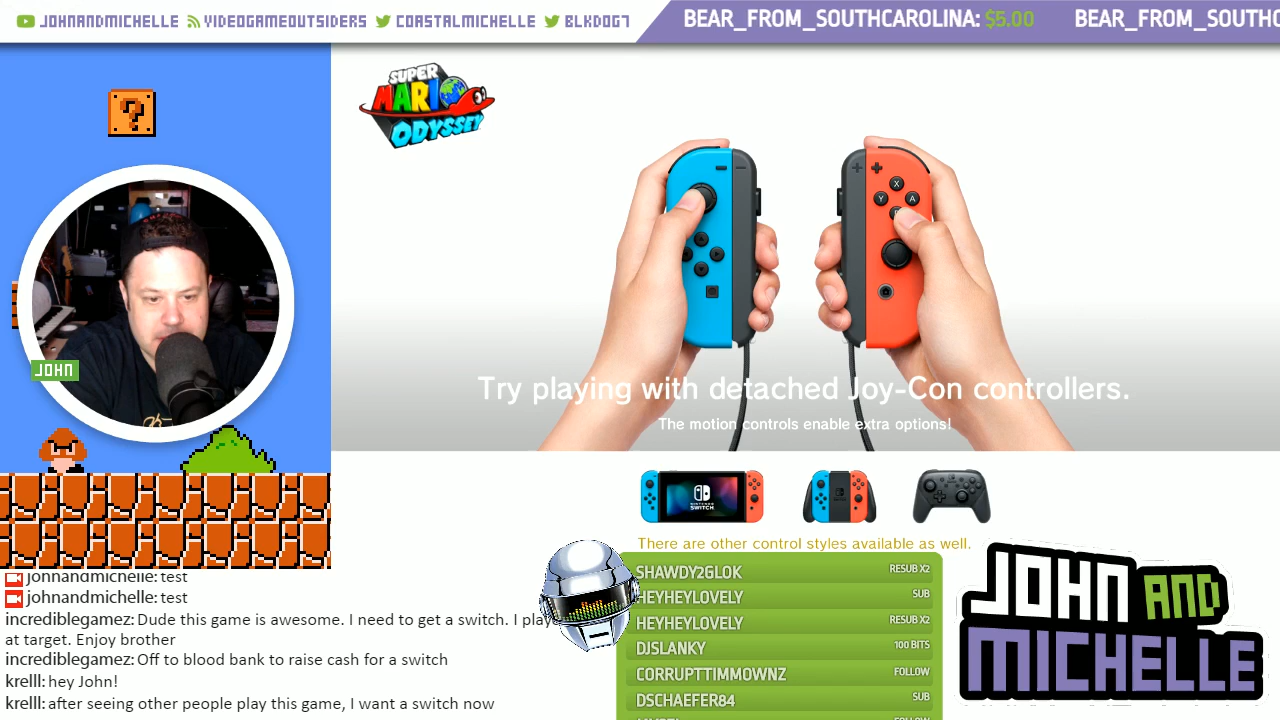 JOHNANDMICHELLE VIDEOGAMEOUTSIDERS COASTALMICHELLE BLKDOG7
BEAR_FROM_SOUTHCAROLINA: $5.00 BEAR_FROM_SOUTHC
SUPER
MARIO
ODYSSEY
?
X
Y A
JOHN
Try playing with detached Joy-Con controllers.
The motion controls enable extra options!
NINTENDO
SWITCH
There are other control styles available as well.
johnandmichelle: test
johnandmichelle: test
incrediblegamez: Dude this game is awesome. I need to get a switch. I play
at target. Enjoy brother
incrediblegamez: Off to blood bank to raise cash for a switch
krelll: hey John!
krelll: after seeing other people play this game, I want a switch now
SHAWDY2GLOK RESUB X2
HEYHEYLOVELY SUB
HEYHEYLOVELY RESUB X2
DJSLANKY 100 BITS
CORRUPTTIMMOWNZ FOLLOW
DSCHAEFER84 SUB
FOLLOW
JOHN AND
MICHELLE